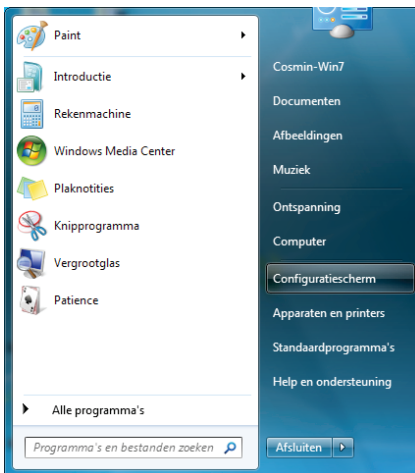 Paint
Introductie
Rekenmachine
Windows Media Center
Plaknotities
Knipprogramma
Vergrootglas
Patience
Alle programma's
Programma's en bestanden zoeken
Cosmin-Win7
Documenten
Afbeeldingen
Muziek
Ontspanning
Computer
Configuratiescherm
Apparaten en printers
Standaardprogramma's
Help en ondersteuning
Afsluiten